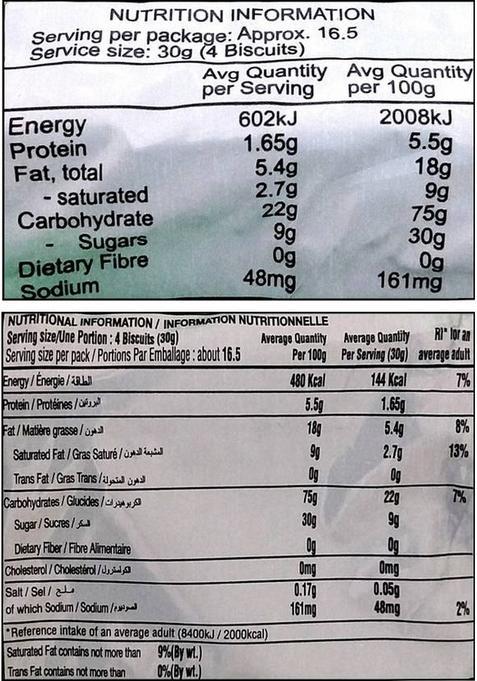 NUTRITION INFORMATION
Serving per package: Approx. 16.5
Service size: 30g (4 Biscuits)
Avg Quantity per Serving Avg Quantity per 100g
Energy 602kJ 2008kJ
Protein 1.65g 5.5g
Fat, total 5.4g 18g
- saturated 2.7g 9g
Carbohydrate 22g 75g
- Sugars 9g 30g
Dietary Fibre 0g 0g
Sodium 48mg 161mg
NUTRITIONAL INFORMATION / INFORMATION NUTRITIONNELLE
Serving size/Une Portion : 4 Biscuits (30g) Average Quantity Average Quantity RI* for an
Serving size per pack / Portions Par Emballage : about 16.5 Per 100g Per Serving (30g) average adult
Energy / Énergie / الطاقة 480 Kcal 144 Kcal 7%
Protein / Protéines / البروتين 5.5g 1.65g
Fat / Matière grasse / الدهون 18g 5.4g 8%
Saturated Fat / Gras Saturé / الدهون المشبعة 9g 2.7g 13%
Trans Fat / Gras Trans / الدهون المتحولة 0g 0g
Carbohydrates / Glucides / الكربوهيدرات 75g 22g 7%
Sugar / Sucres / السكر 30g 9g
Dietary Fiber / Fibre Alimentaire 0g 0g
Cholesterol / Cholestérol / الكولسترول 0mg 0mg
Salt / Sel / ملح 0.17g 0.05g
of which Sodium / Sodium / الصوديوم 161mg 48mg 2%
*Reference intake of an average adult (8400kJ / 2000kcal)
Saturated Fat contains not more than 9%(By wt.)
Trans Fat contains not more than 0%(By wt.)